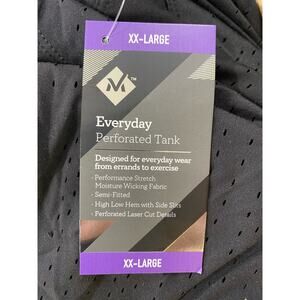 XX-LARGE
M™
Everyday
Perforated Tank
Designed for everyday wear
from errands to exercise
• Performance Stretch
Moisture Wicking Fabric
• Semi-Fitted
• High Low Hem with Side Slits
• Perforated Laser Cut Details
XX-LARGE